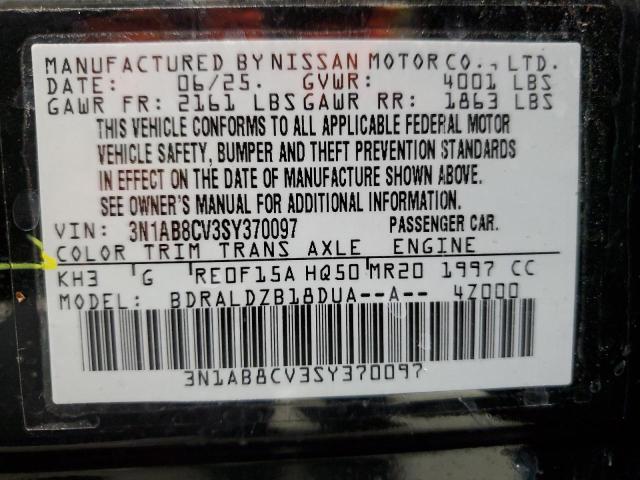 MANUFACTURED BY NISSAN MOTOR CO., LTD.
DATE: 06/25. GVWR: 4001 LBS
GAWR FR: 2161 LBS GAWR RR: 1863 LBS
THIS VEHICLE CONFORMS TO ALL APPLICABLE FEDERAL MOTOR
VEHICLE SAFETY, BUMPER AND THEFT PREVENTION STANDARDS
IN EFFECT ON THE DATE OF MANUFACTURE SHOWN ABOVE.
SEE OWNER'S MANUAL FOR ADDITIONAL INFORMATION.
VIN: 3N1AB8CV3SY370097 PASSENGER CAR.
COLOR TRIM TRANS AXLE ENGINE
KH3 G RE0F15A HQ50 MR20 1997 CC
MODEL: BDRALDZB18DUA--A-- 4Z000
3N1AB8CV3SY370097